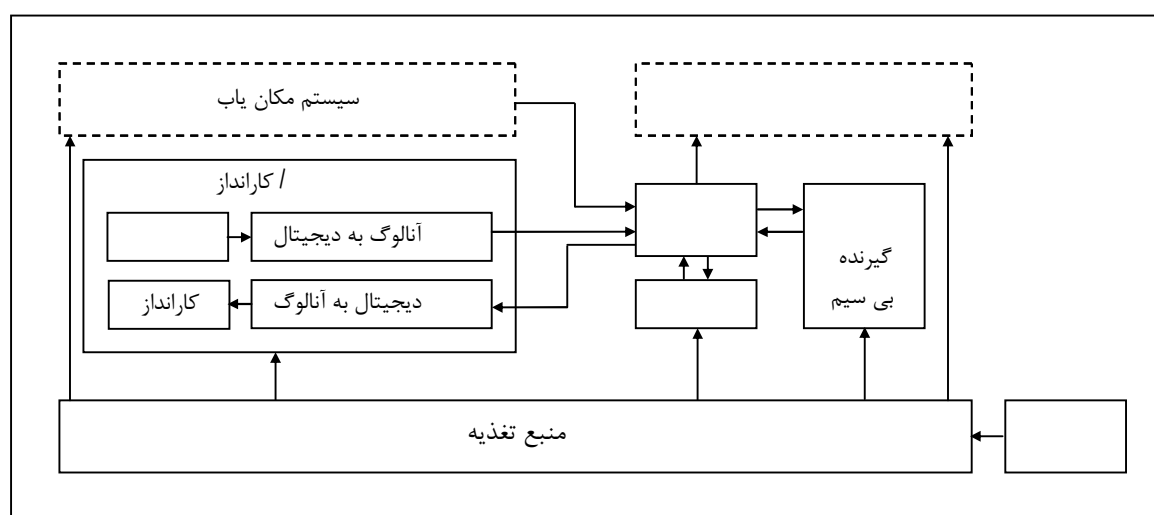 سیستم مکان یاب
/ کارانداز
آنالوگ به دیجیتال
دیجیتال به آنالوگ
کارانداز
گیرنده
بی سیم
منبع تغذیه